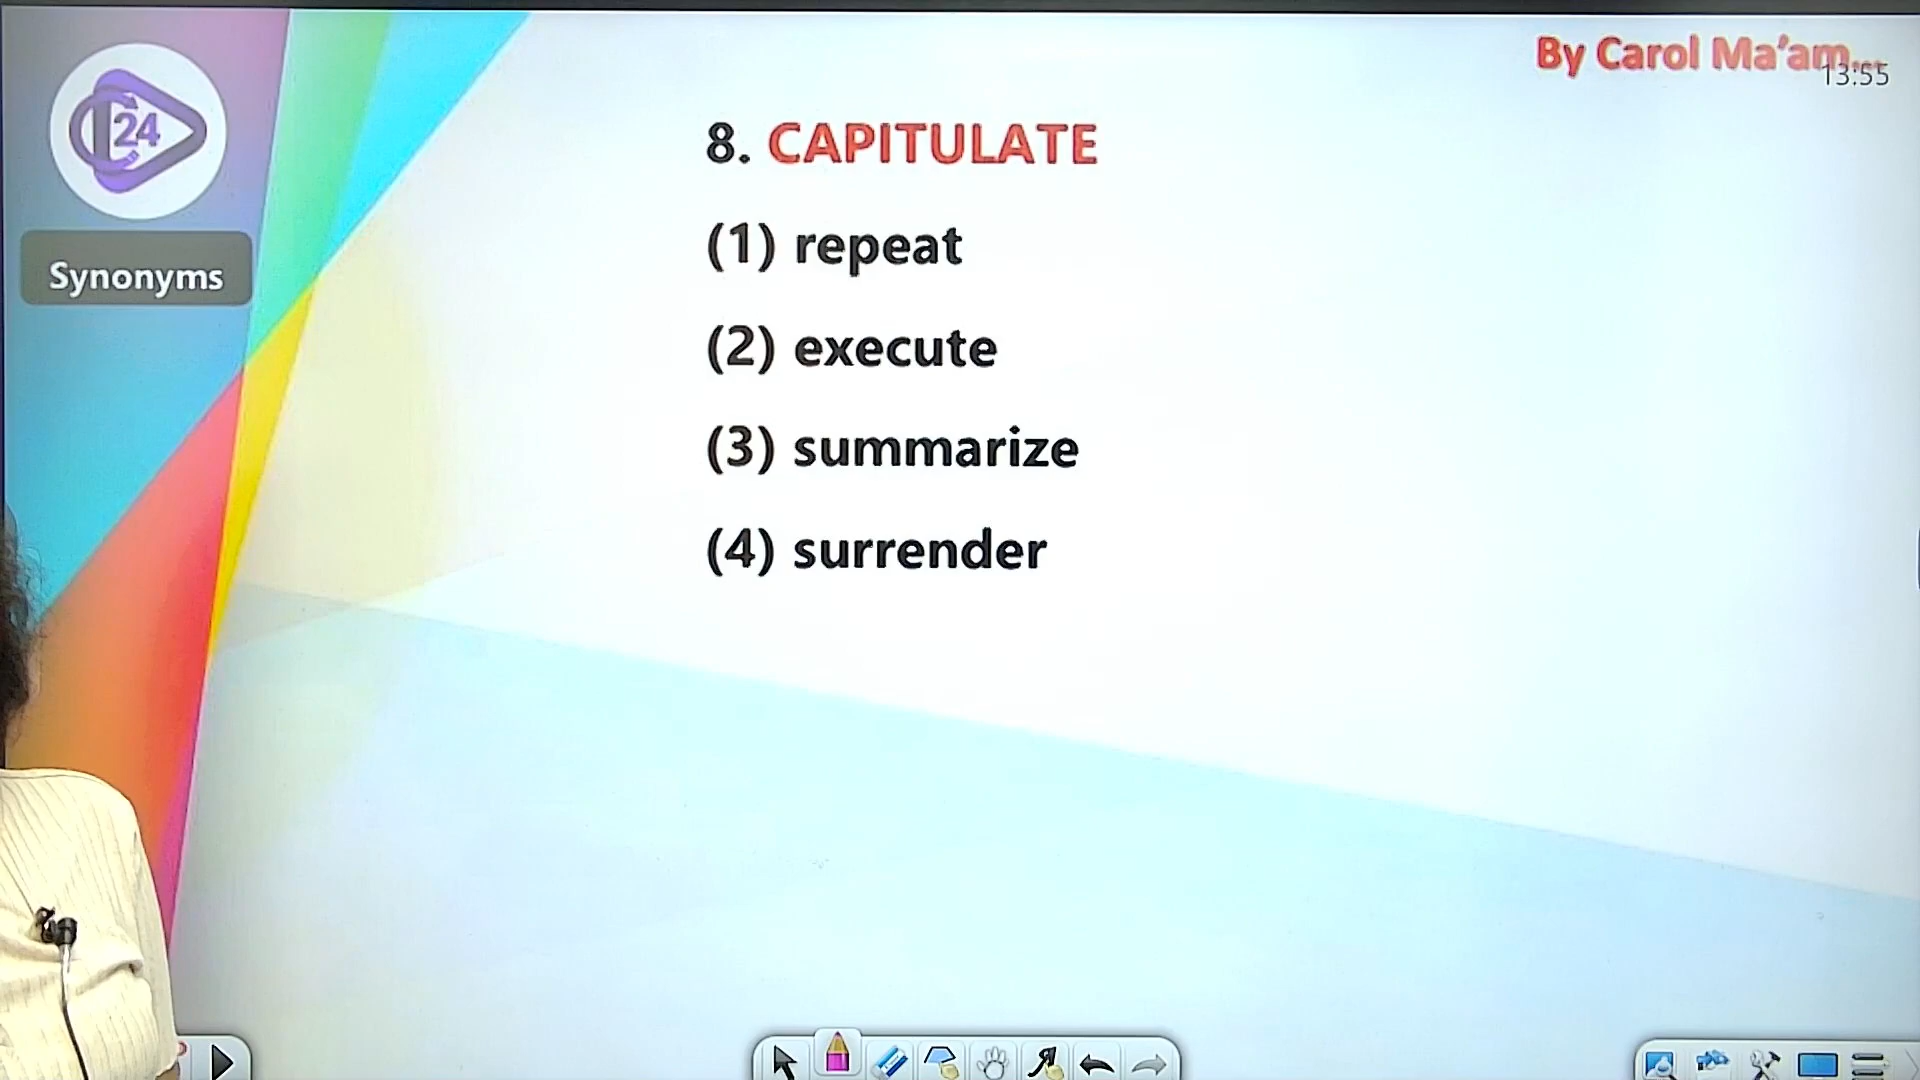 By Carol Ma'am...
13:55
24
Synonyms
8. CAPITULATE
(1) repeat
(2) execute
(3) summarize
(4) surrender